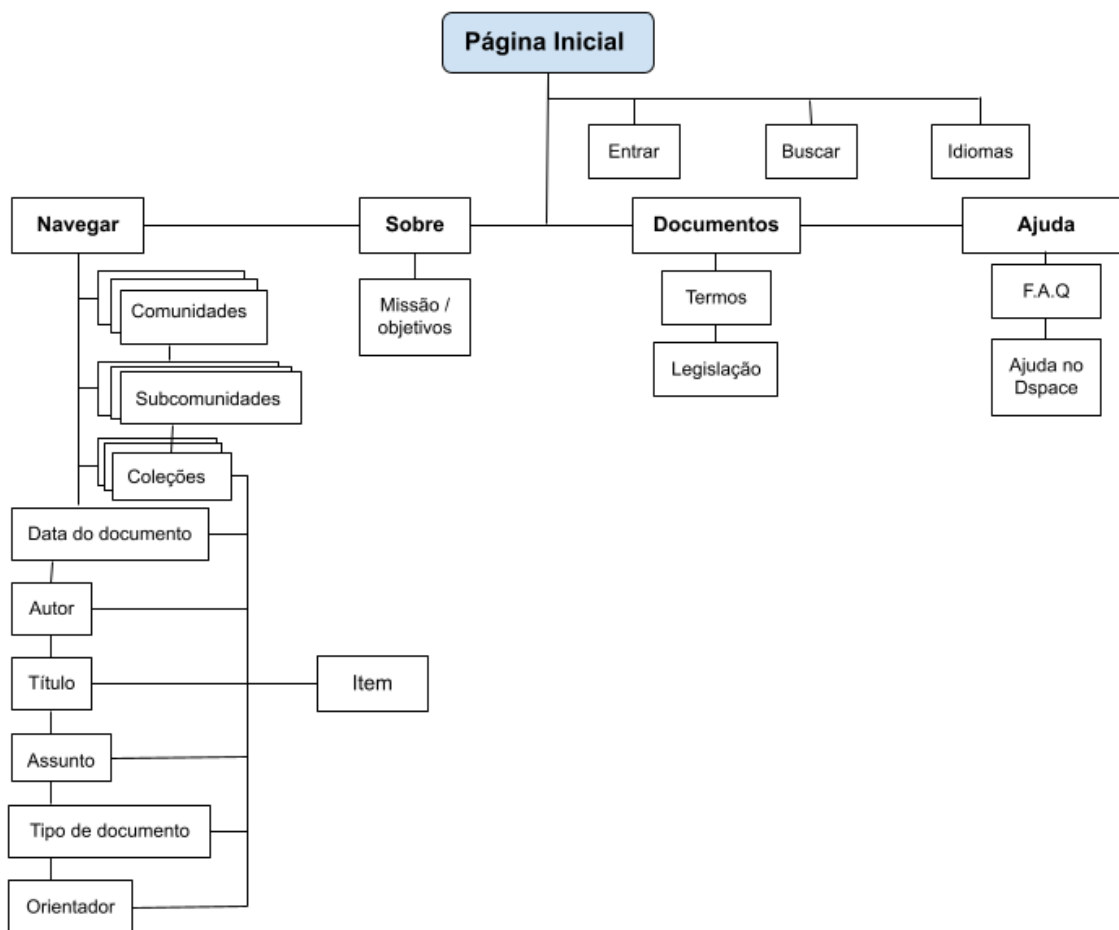 Página Inicial
Entrar
Buscar
Idiomas
Navegar
Sobre
Documentos
Ajuda
Comunidades
Subcomunidades
Coleções
Missão /
objetivos
Termos
Legislação
F.A.Q
Ajuda no
Dspace
Data do documento
Autor
Título
Assunto
Tipo de documento
Orientador
Item